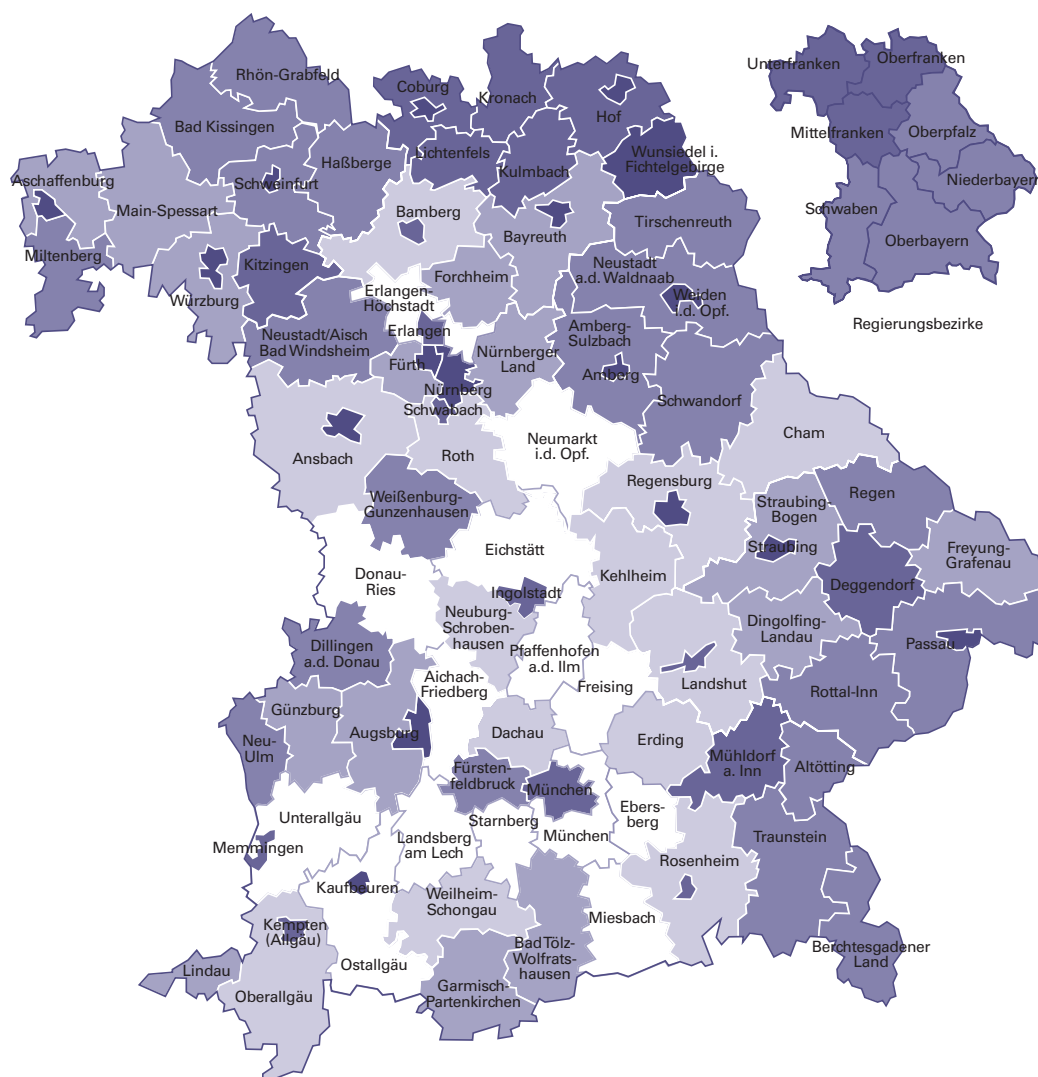 Rhön-Grabfeld
Coburg
Kronach
Hof
Unterfranken
Oberfranken
Bad Kissingen
Mittelfranken
Oberpfalz
Haßberge
Lichtenfels
Kulmbach
Wunsiedel i.
Fichtelgebirge
Aschaffenburg
Schweinfurt
Niederbayern
Main-Spessart
Bamberg
Bayreuth
Tirschenreuth
Schwaben
Oberbayern
Miltenberg
Kitzingen
Würzburg
Forchheim
Neustadt
a.d. Waldnaab
Erlangen-
Höchstadt
Weiden
i.d. Opf.
Regierungsbezirke
Neustadt/Aisch
Bad Windsheim
Erlangen
Fürth
Nürnberg
Nürnberger
Land
Amberg-
Sulzbach
Amberg
Schwabach
Schwandorf
Ansbach
Roth
Neumarkt
i.d. Opf.
Cham
Weißenburg-
Gunzenhausen
Regensburg
Straubing-
Bogen
Regen
Straubing
Eichstätt
Freyung-
Grafenau
Donau-
Ries
Ingolstadt
Kehlheim
Deggendorf
Neuburg-
Schroben-
hausen
Dingolfing-
Landau
Passau
Dillingen
a.d. Donau
Pfaffenhofen
a.d. Ilm
Aichach-
Friedberg
Freising
Landshut
Rottal-Inn
Günzburg
Augsburg
Dachau
Erding
Neu-
Ulm
Mühldorf
a. Inn
Altötting
Fürsten-
feldbruck
München
Unterallgäu
Landsberg
am Lech
Starnberg
München
Ebers-
berg
Traunstein
Memmingen
Rosenheim
Kaufbeuren
Weilheim-
Schongau
Miesbach
Kempten
(Allgäu)
Bad Tölz-
Wolfrats-
hausen
Berchtesgadener
Land
Lindau
Ostallgäu
Oberallgäu
Garmisch-
Partenkirchen